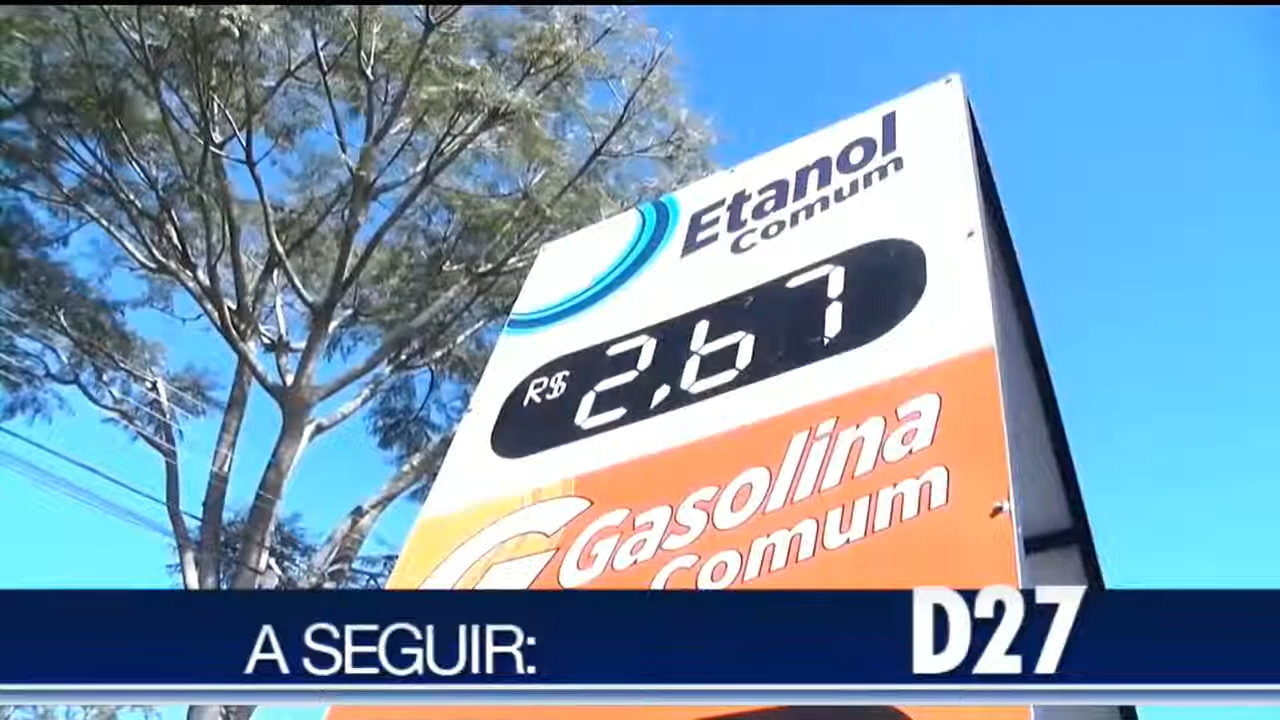 Etanol
Comum
R$ 2.67
Gasolina
Comum
A SEGUIR:
D27